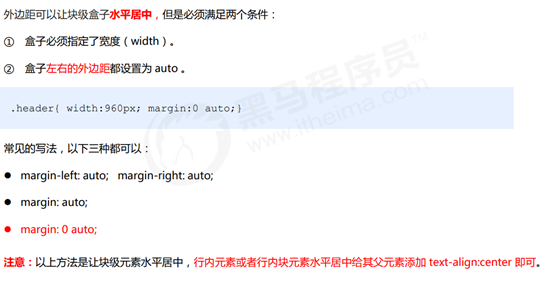 外边距可以让块级盒子水平居中，但是必须满足两个条件：
① 盒子必须指定了宽度（width）。
② 盒子左右的外边距都设置为 auto 。
.header{ width:960px; margin:0 auto;}
常见的写法，以下三种都可以：
● margin-left: auto; margin-right: auto;
● margin: auto;
● margin: 0 auto;
注意：以上方法是让块级元素水平居中，行内元素或者行内块元素水平居中给其父元素添加 text-align:center 即可。
黑马程序员™
www.itheima.com